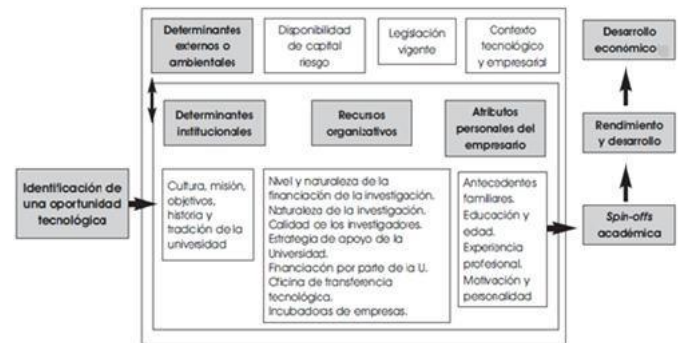 Determinantes
externos o
ambientales
Disponibilidad
de capital
riesgo
Legislación
vigente
Contexto
tecnológico
y empresarial
Desarrollo
económico
Determinantes
institucionales
Recursos
organizativos
Atributos
personales del
empresario
Rendimiento
y desarrollo
Identificación de
una oportunidad
tecnológica
Cultura, misión,
objetivos,
historia y
tradición de la
universidad
Nivel y naturaleza de la
financiación de la investigación.
Naturaleza de la investigación.
Calidad de los investigadores.
Estrategia de apoyo de la
Universidad.
Financiación por parte de la U.
Oficina de transferencia
tecnológica.
Incubadoras de empresas.
Antecedentes
familiares.
Educación y
edad.
Experiencia
profesional.
Motivación y
personalidad
Spin-offs
académica